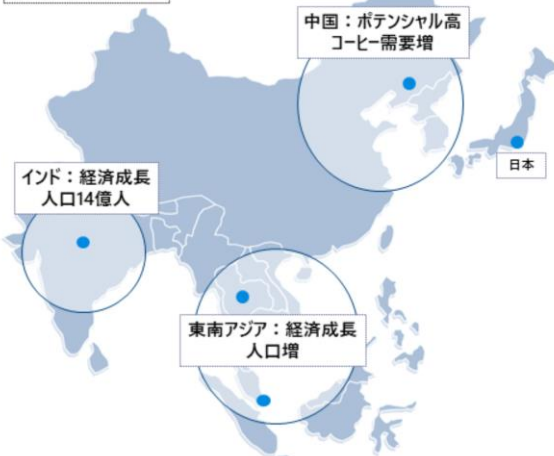 中国：ポテンシャル高
コーヒー需要増
日本
インド：経済成長
人口14億人
東南アジア：経済成長
人口増